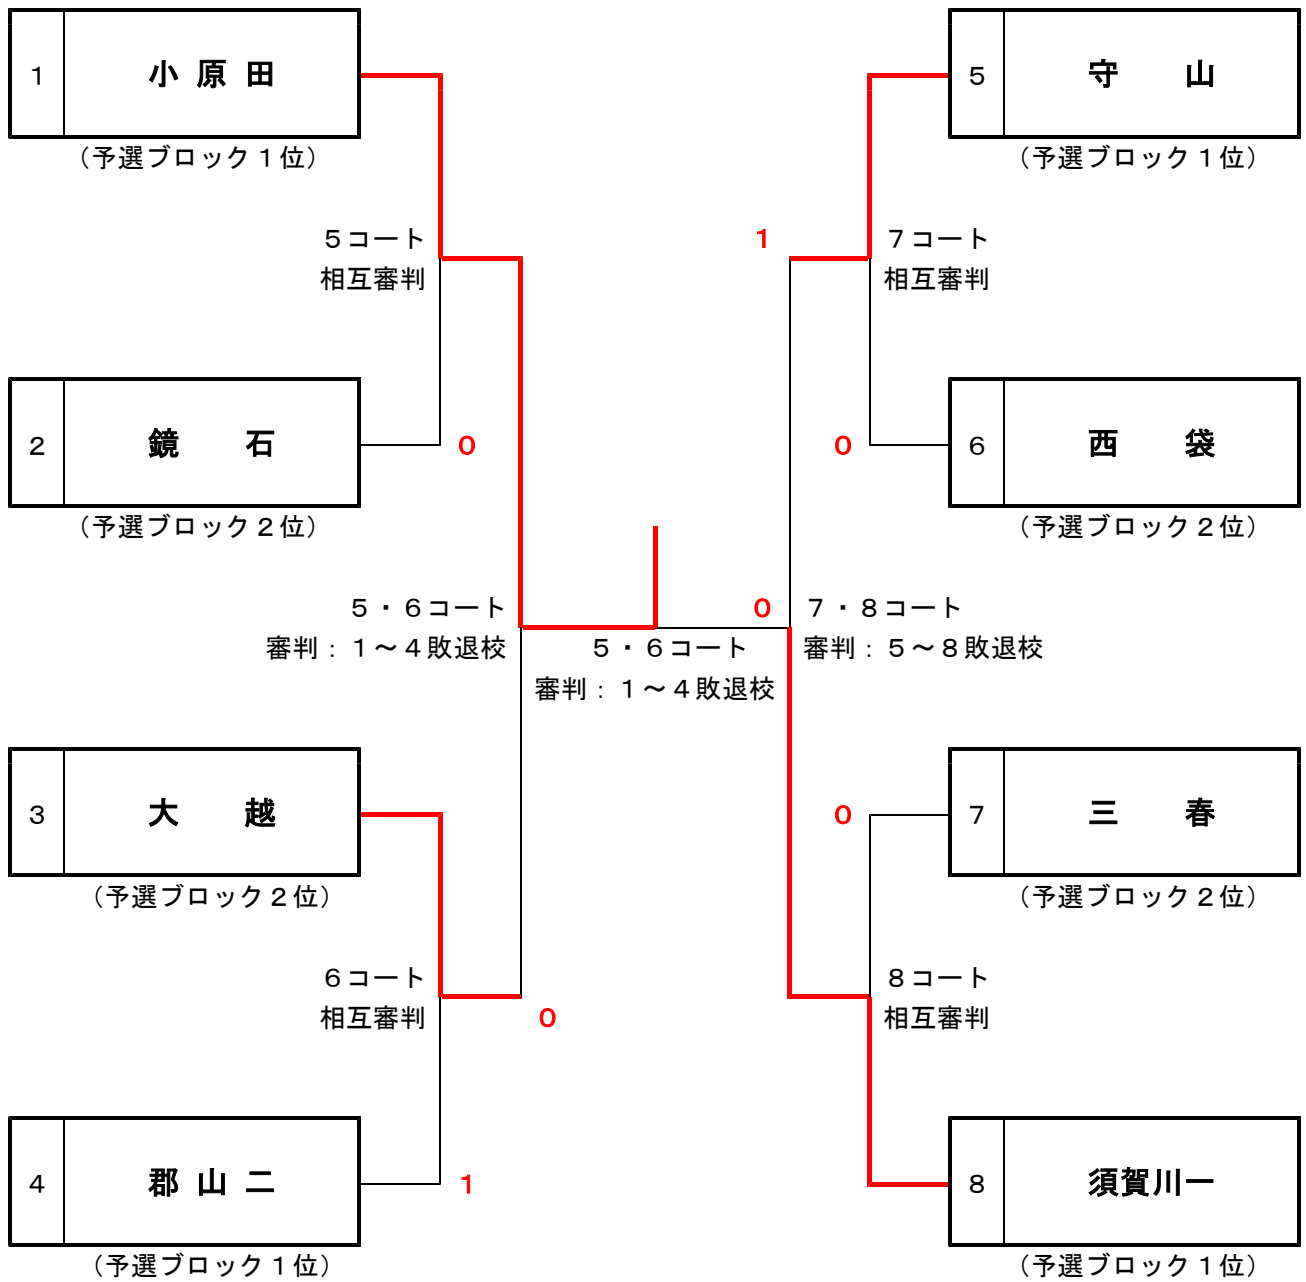 1 小 原 田
(予選ブロック１位)
5コート
相互審判
2 鏡 石
0
(予選ブロック２位)
5・6コート
審判：1～4敗退校
3 大 越
(予選ブロック２位)
6コート
相互審判
0
4 郡 山 二
1
(予選ブロック１位)
0
5・6コート
審判：1～4敗退校
5 守 山
(予選ブロック１位)
1
7コート
相互審判
0
6 西 袋
(予選ブロック２位)
7・8コート
審判：5～8敗退校
0
7 三 春
(予選ブロック２位)
8コート
相互審判
8 須賀川一
(予選ブロック１位)